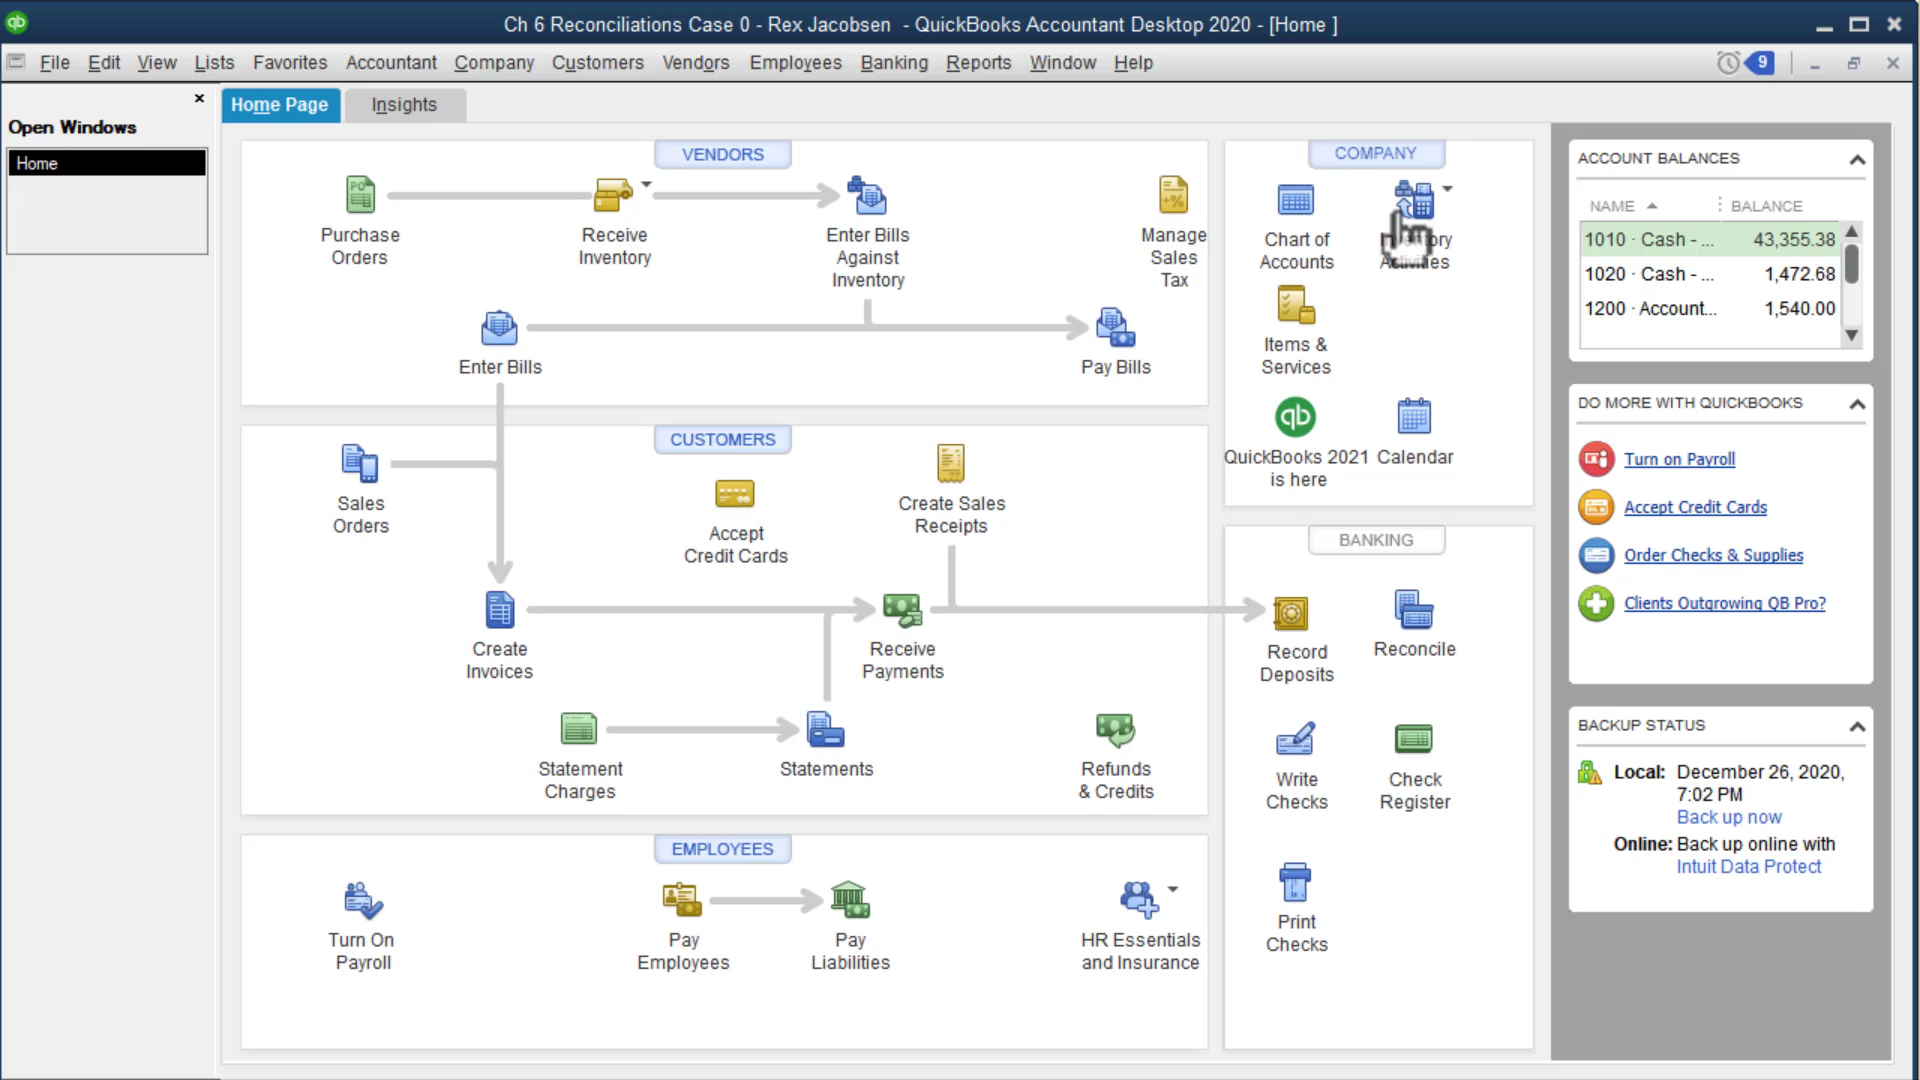 qb
Ch 6 Reconciliations Case 0 - Rex Jacobsen - QuickBooks Accountant Desktop 2020 - [Home ]
File Edit View Lists Favorites Accountant Company Customers Vendors Employees Banking Reports Window Help
9
Open Windows
Home
Home Page
Insights
VENDORS
PO
Purchase
Orders
Receive
Inventory
Enter Bills
Against
Inventory
Manage
Sales
Tax
Enter Bills
Pay Bills
CUSTOMERS
Sales
Orders
Accept
Credit Cards
Create Sales
Receipts
Create
Invoices
Receive
Payments
Statement
Charges
Statements
Refunds
& Credits
EMPLOYEES
Turn On
Payroll
Pay
Employees
Pay
Liabilities
HR Essentials
and Insurance
COMPANY
Chart of
Accounts
Activities
Items &
Services
qb
QuickBooks 2021
is here
Calendar
BANKING
Record
Deposits
Reconcile
Write
Checks
Check
Register
Print
Checks
ACCOUNT BALANCES
NAME BALANCE
1010 · Cash - ... 43,355.38
1020 · Cash - ... 1,472.68
1200 · Account... 1,540.00
DO MORE WITH QUICKBOOKS
Turn on Payroll
Accept Credit Cards
Order Checks & Supplies
Clients Outgrowing QB Pro?
BACKUP STATUS
Local: December 26, 2020,
7:02 PM
Back up now
Online: Back up online with
Intuit Data Protect